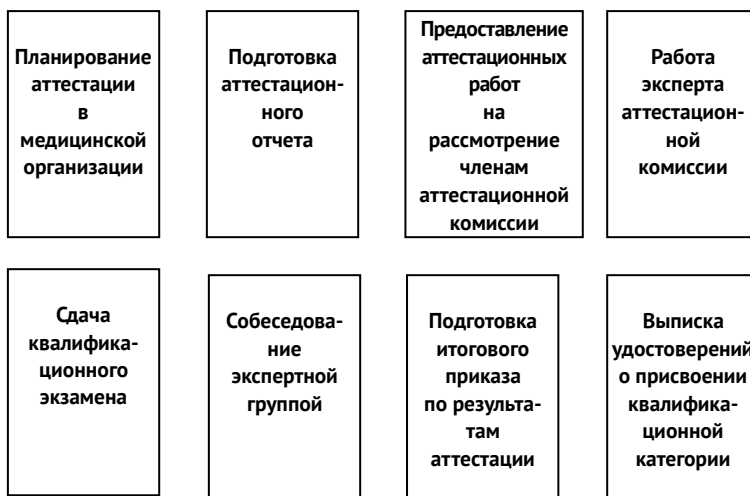 Планирование
аттестации
в
медицинской
организации
Подготовка
аттестацион-
ного
отчета
Предоставление
аттестационных
работ
на
рассмотрение
членам
аттестационной
комиссии
Работа
эксперта
аттестацион-
ной
комиссии
Сдача
квалифика-
ционного
экзамена
Собеседова-
ние
экспертной
группой
Подготовка
итогового
приказа
по результа-
там
аттестации
Выписка
удостоверений
о присвоении
квалифика-
ционной
категории